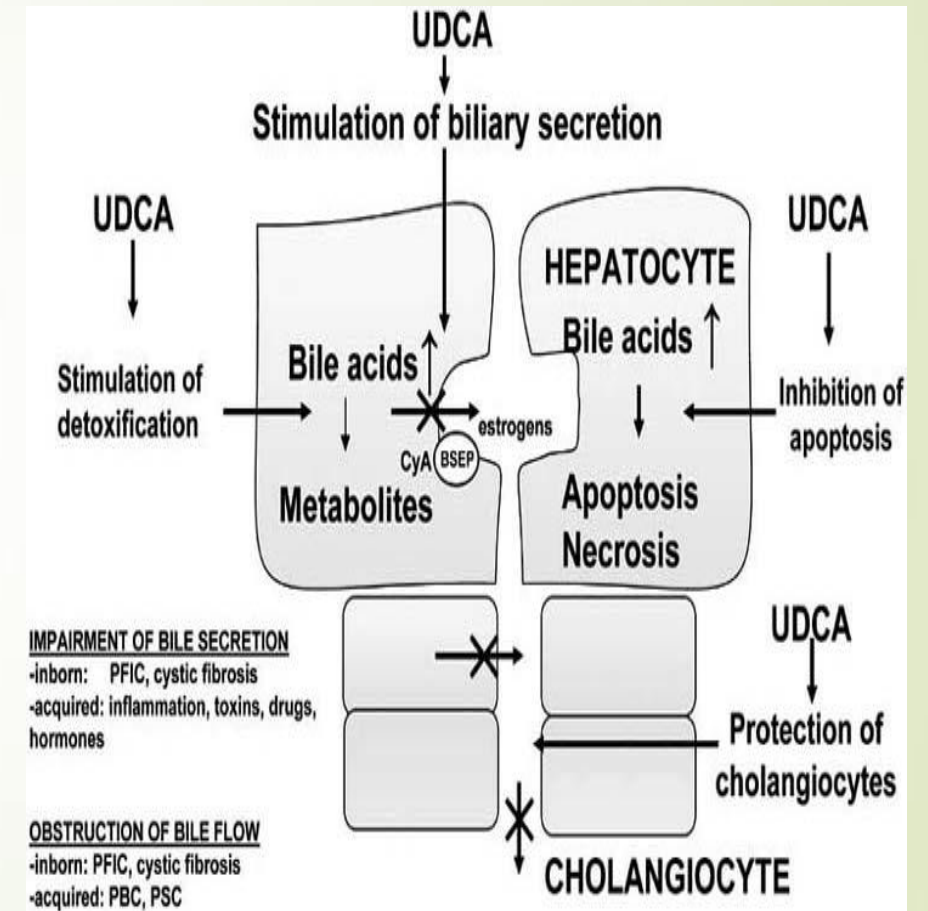 UDCA
Stimulation of biliary secretion
UDCA
Stimulation of
detoxification
Bile acids
Metabolites
CyA
BSEP
estrogens
HEPATOCYTE
Bile acids
Apoptosis
Necrosis
UDCA
Inhibition of
apoptosis
IMPAIRMENT OF BILE SECRETION
-inborn: PFIC, cystic fibrosis
-acquired: inflammation, toxins, drugs,
hormones
UDCA
Protection of
cholangiocytes
OBSTRUCTION OF BILE FLOW
-inborn: PFIC, cystic fibrosis
-acquired: PBC, PSC
CHOLANGIOCYTE